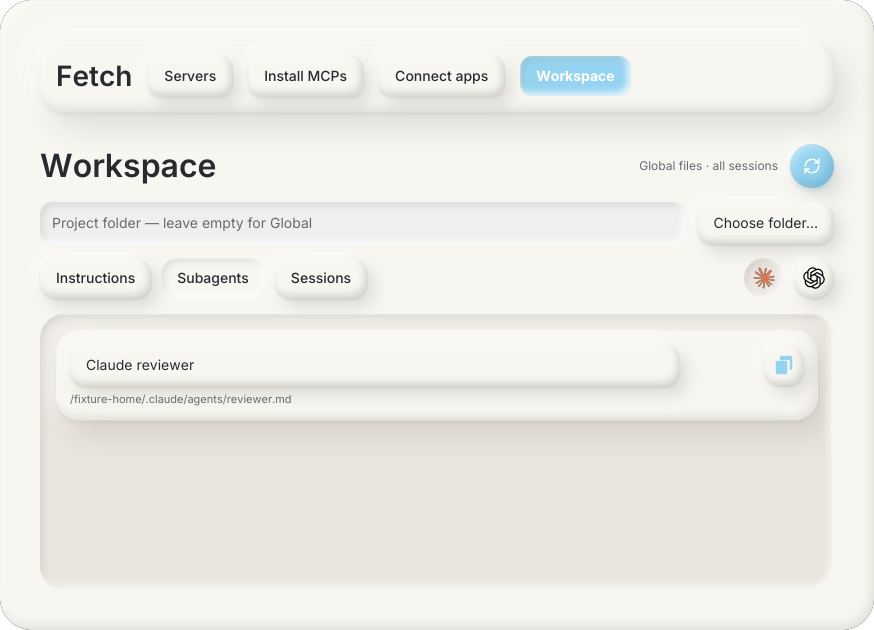 Fetch
Servers
Install MCPs
Connect apps
Workspace
Workspace
Global files · all sessions
Project folder — leave empty for Global
Choose folder...
Instructions
Subagents
Sessions
Claude reviewer
/fixture-home/.claude/agents/reviewer.md